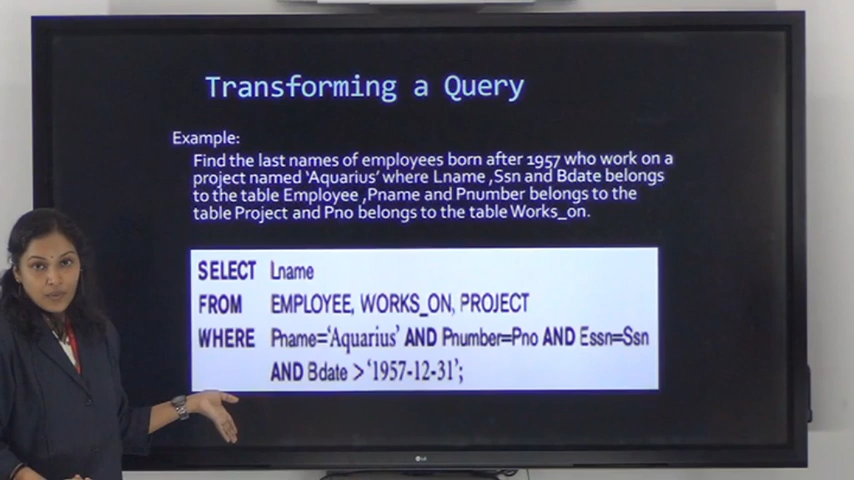 Transforming a Query
Example:
Find the last names of employees born after 1957 who work on a
project named 'Aquarius' where Lname ,Ssn and Bdate belongs
to the table Employee ,Pname and Pnumber belongs to the
table Project and Pno belongs to the table Works_on.
SELECT Lname
FROM EMPLOYEE, WORKS_ON, PROJECT
WHERE Pname='Aquarius' AND Pnumber=Pno AND Essn=Ssn
AND Bdate >'1957-12-31';
LG